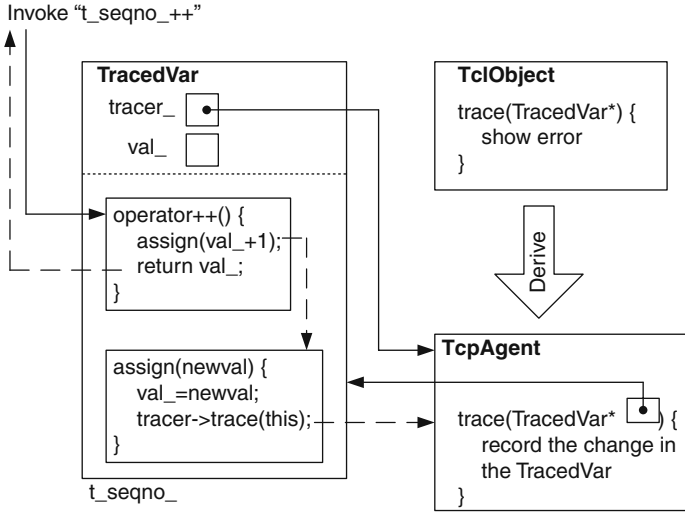 Invoke “t_seqno_++”
TracedVar
tracer_
val_
operator++() {
assign(val_+1);
return val_;
}
assign(newval) {
val_=newval;
tracer->trace(this);
}
t_seqno_
TclObject
trace(TracedVar*) {
show error
}
Derive
TcpAgent
trace(TracedVar* ) {
record the change in
the TracedVar
}